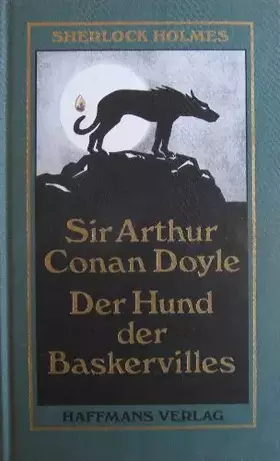 SHERLOCK HOLMES
Sir Arthur
Conan Doyle
Der Hund
der
Baskervilles
HAFFMANS VERLAG